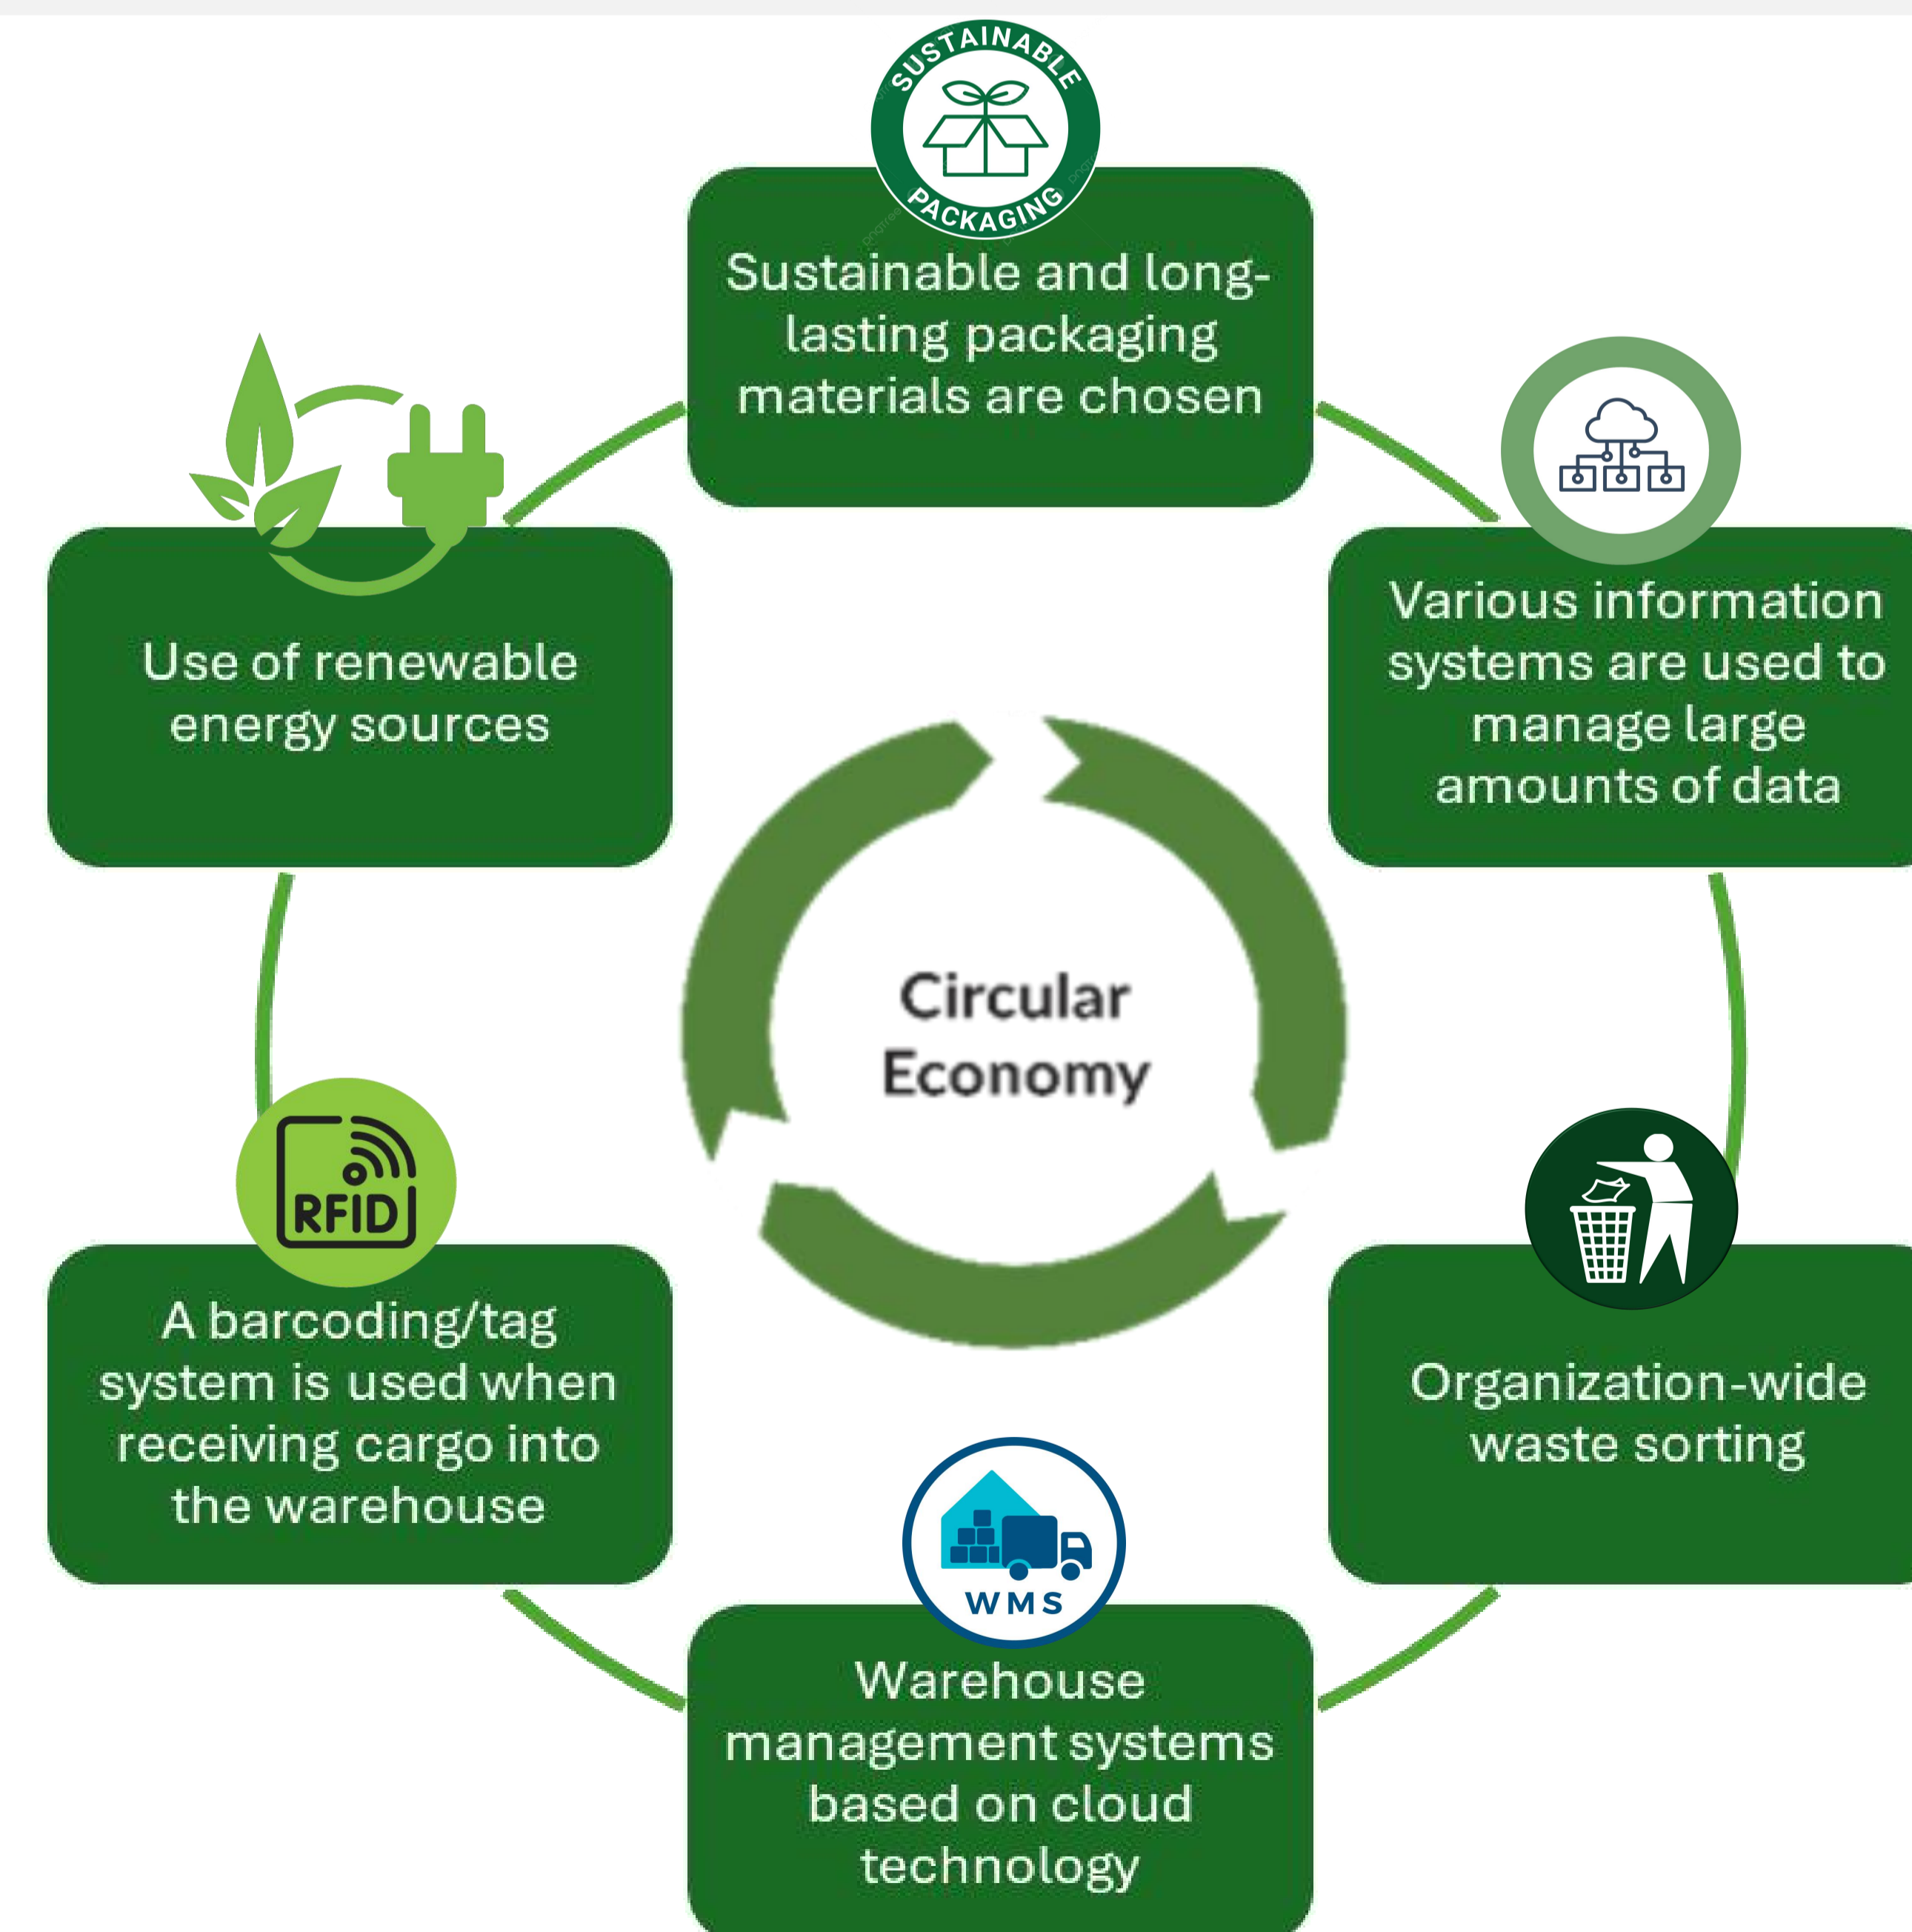 SUSTAINABLE
PACKAGING
Sustainable and long-
lasting packaging
materials are chosen
Various information
systems are used to
manage large
amounts of data
Use of renewable
energy sources
Circular
Economy
RFID
A barcoding/tag
system is used when
receiving cargo into
the warehouse
Organization-wide
waste sorting
WMS
Warehouse
management systems
based on cloud
technology